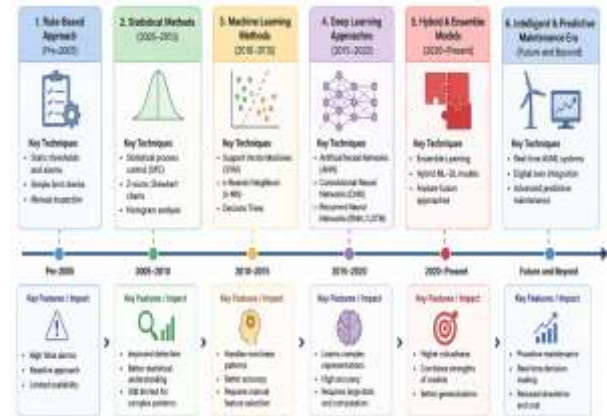 1. Rule-Based
Approach
(Pre-2005)
Key Techniques
• Static thresholds
and alarms
• Simple limit checks
• Manual inspection
2. Statistical Methods
Key Techniques
• Statistical process
control (SPC)
• Z-score, Shewhart
charts
• Histogram analysis
3. Machine Learning
Methods
Key Techniques
• Support Vector Machines
(SVM)
• k-Nearest Neighbors
(k-NN)
• Decision Trees
4. Deep Learning
Approaches
(2015–2020)
Key Techniques
• Artificial Neural Networks
(ANN)
• Convolutional Neural
Networks (CNN)
• Recurrent Neural
Networks (RNN / LSTM)
5. Hybrid & Ensemble
Models
(2020–Present)
Key Techniques
• Ensemble Learning
• Hybrid ML-DL models
• Feature fusion
approaches
6. Intelligent & Predictive
Maintenance Era
(Future and Beyond)
Key Techniques
• Real-time systems
• Digital twin integration
• Advanced predictive
maintenance
Pre-2005
2005–2010
2010–2015
2015–2020
2020–Present
Future and Beyond
Key Features / Impact
• High false alarms
• Reactive approach
• Limited scalability
Key Features / Impact
• Improved detection
• Better statistical
understanding
• Still limited for
complex patterns
Key Features / Impact
• Handles nonlinear
patterns
• Better accuracy
• Requires manual
feature selection
Key Features / Impact
• Learns complex
representations
• High accuracy
• Requires large data
and computation
Key Features / Impact
• Higher robustness
• Combines strengths
of models
• Better generalization
Key Features / Impact
• Proactive maintenance
• Real-time decision
making
• Reduced downtime
and cost